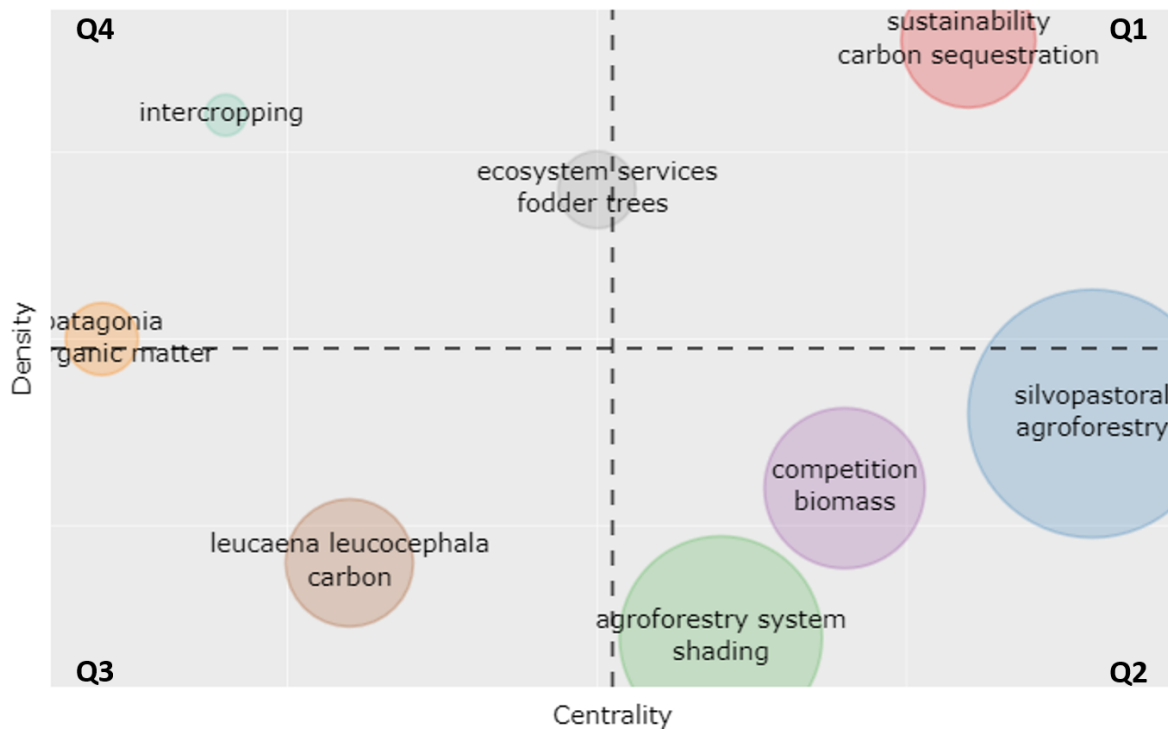 Q4
sustainability
Q1
carbon sequestration
intercropping
ecosystem services
fodder trees
patagonia
rganic matter
Density
silvopastoral
agroforestry
competition
biomass
leucaena leucocephala
carbon
agroforestry system
shading
Q3
Q2
Centrality